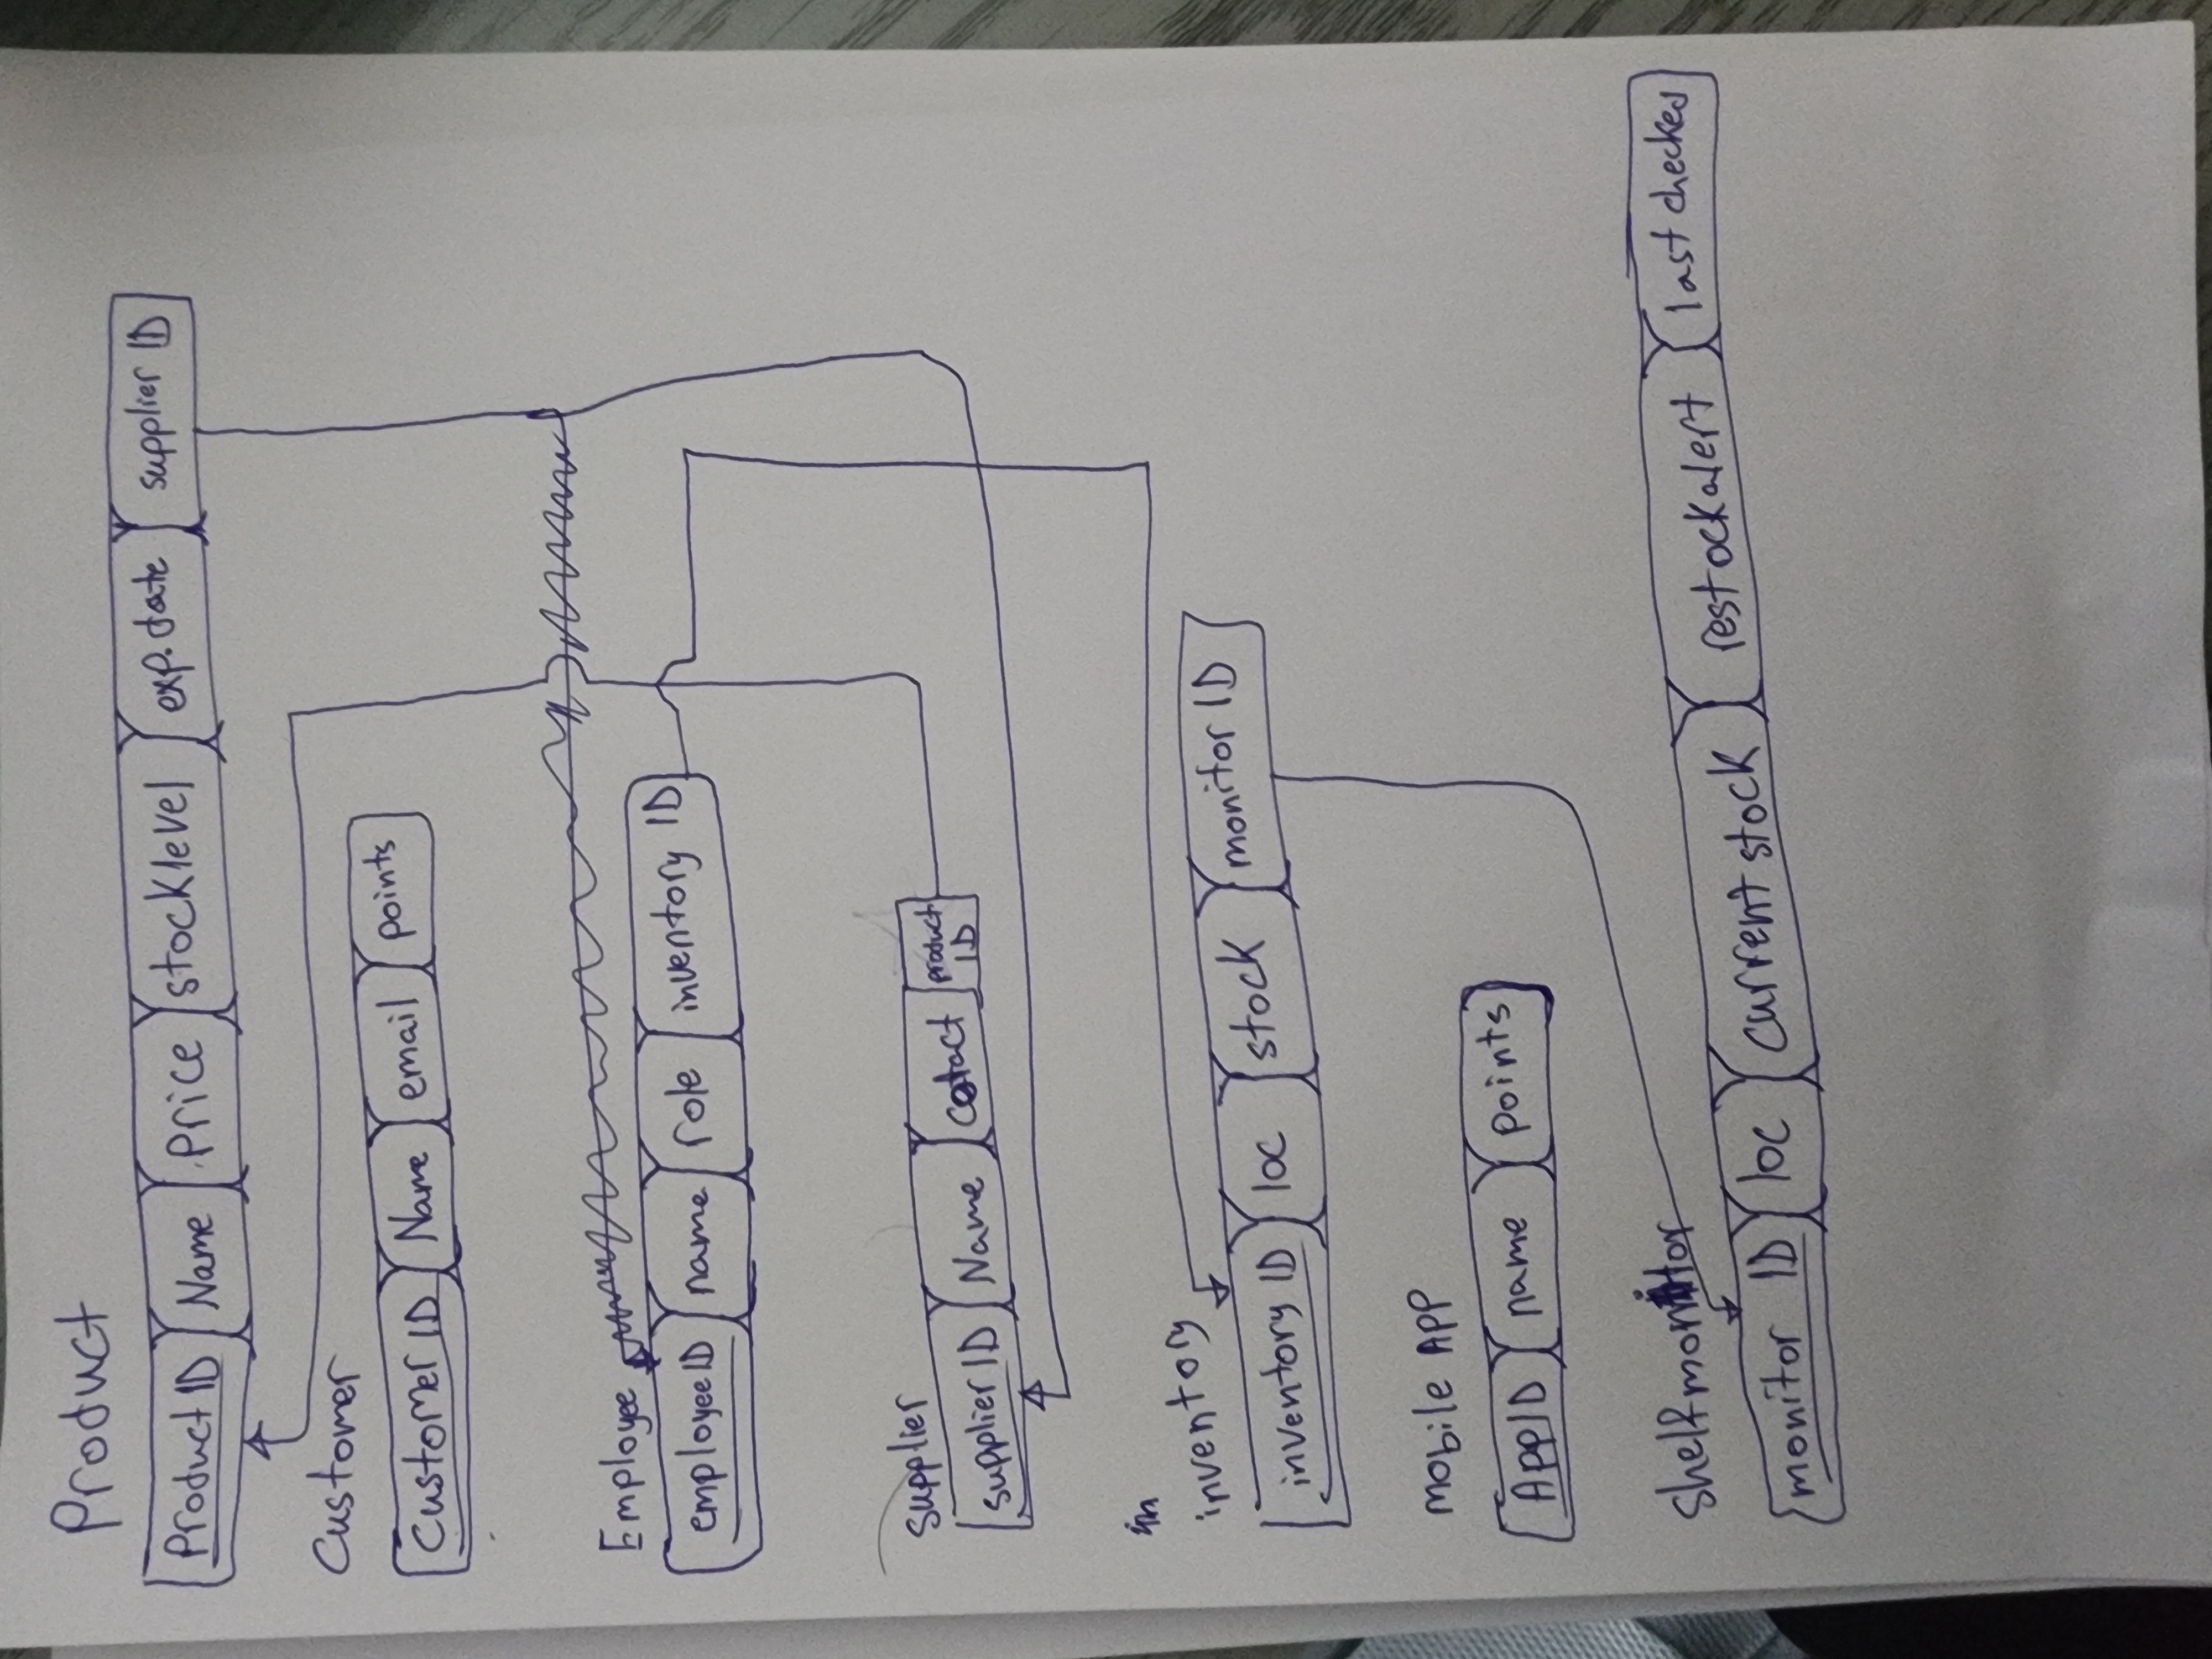 Product
Product ID Name Price stocklevel exp.date supplier ID
Customer
Customer ID Name email points
Employee
employee ID name role inventory ID
supplier
supplier ID Name cotact product ID
in
inventory
inventory ID loc stock monitor ID
mobile APP
APP ID name points
shelfmonitor
monitor ID loc current stock restockalert last checked